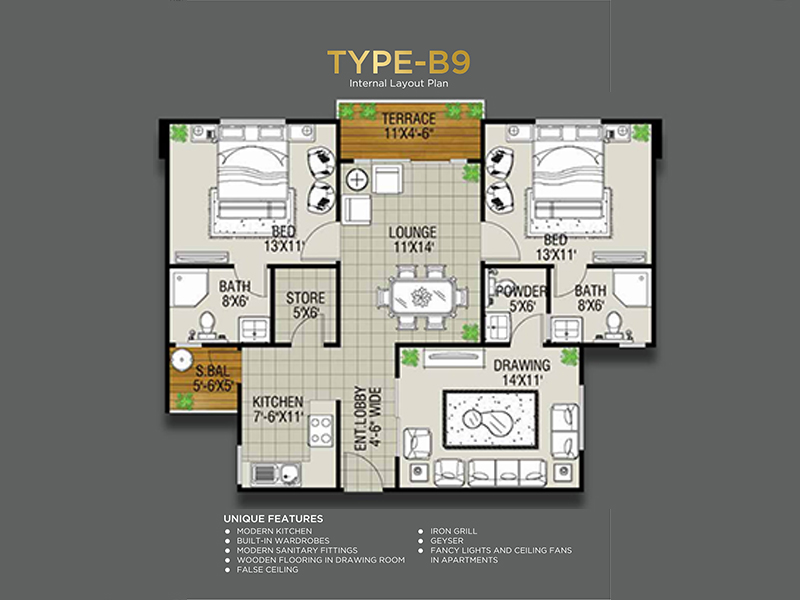 TYPE-B9
Internal Layout Plan
TERRACE
11'X4'-6"
BED
13'X11'
LOUNGE
11'X14'
BED
13'X11'
BATH
8'X6'
STORE
5'X6'
POWDER
5'X6'
BATH
8'X6'
S.BAL
5'-6X5'
KITCHEN
7'-6"X11'
ENT.LOBBY
4'-6" WIDE
DRAWING
14'X11'
UNIQUE FEATURES
MODERN KITCHEN
BUILT-IN WARDROBES
MODERN SANITARY FITTINGS
WOODEN FLOORING IN DRAWING ROOM
FALSE CEILING
IRON GRILL
GEYSER
FANCY LIGHTS AND CEILING FANS
IN APARTMENTS